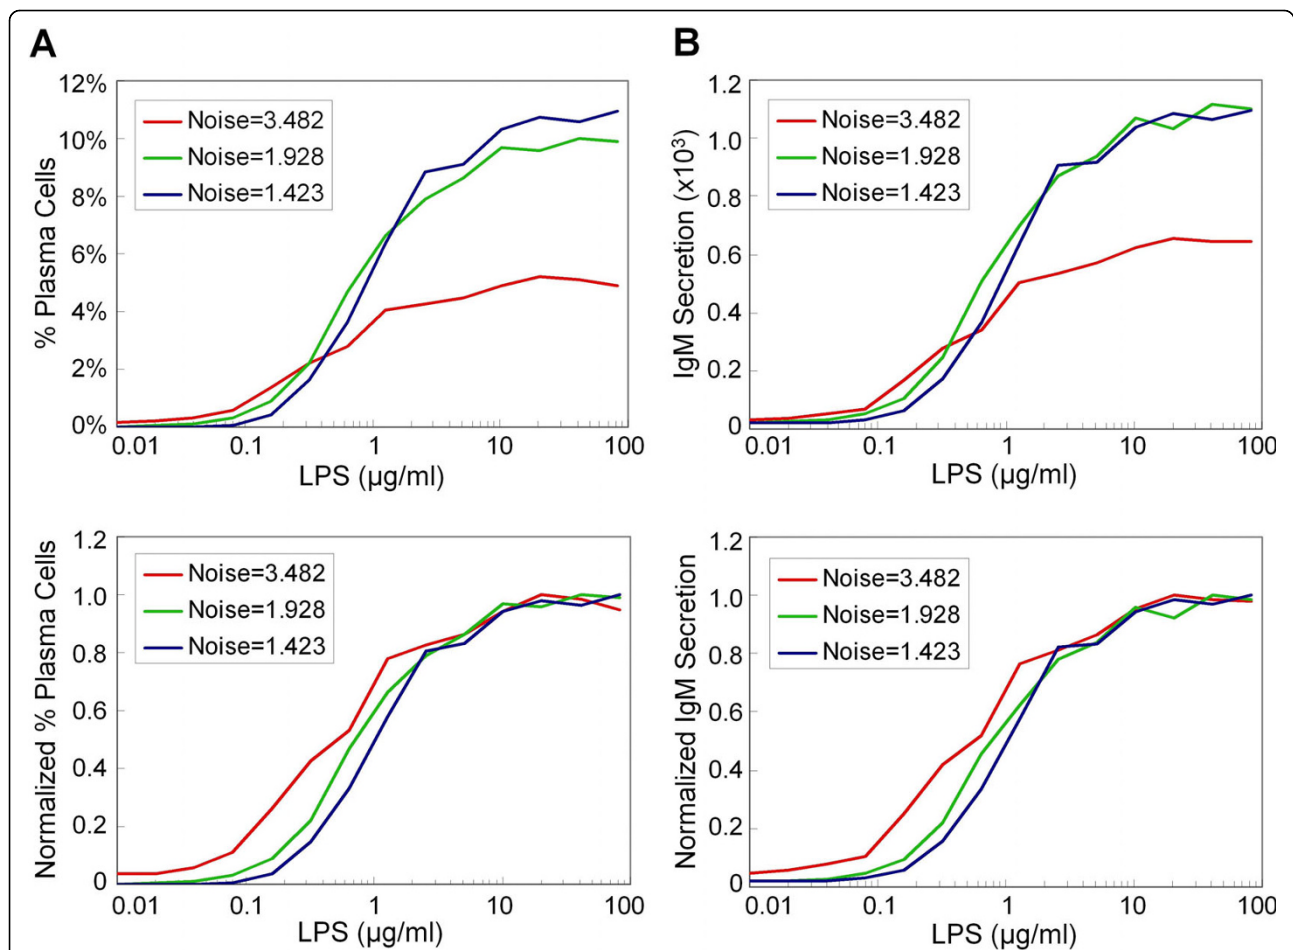 A
12%
10%
8%
6%
4%
2%
0%
% Plasma Cells
Noise=3.482
Noise=1.928
Noise=1.423
0.01 0.1 1 10 100
LPS (µg/ml)
B
1.2
1.0
0.8
0.6
0.4
0.2
0
IgM Secretion (x10³)
Noise=3.482
Noise=1.928
Noise=1.423
0.01 0.1 1 10 100
LPS (µg/ml)
1.2
1.0
0.8
0.6
0.4
0.2
0
Normalized % Plasma Cells
Noise=3.482
Noise=1.928
Noise=1.423
0.01 0.1 1 10 100
LPS (µg/ml)
1.2
1.0
0.8
0.6
0.4
0.2
0
Normalized IgM Secretion
Noise=3.482
Noise=1.928
Noise=1.423
0.01 0.1 1 10 100
LPS (µg/ml)